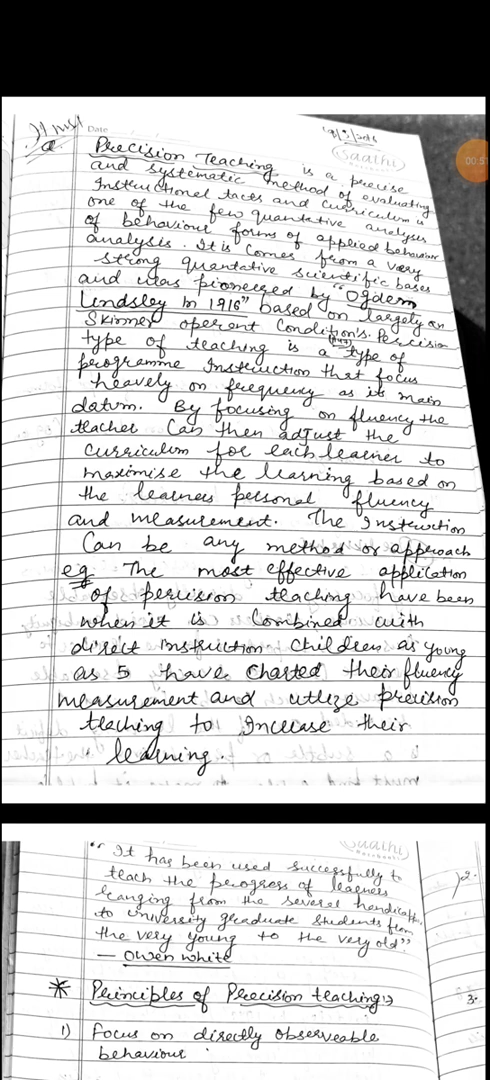 Date
Saathi
00:51
Precision Teaching is a precise
and systematic method of evaluating
Instructional tactes and curriculum is
one of the few quantative analyses
of behaviour forms of applied behaviour
analysis. It is comes from a very
strong quantative scientific bases
and was pioneered by "Ogden
Lindsley in 1916" based on largely on
Skinner operent Condition's. Percision
type of teaching is a type of
programme Instruction that focus
heavely on frequency as its main
datum. By focusing on fluency the
teacher Can then adjust the
curriculum for each learner to
maximise the learning based on
the learners personal fluency
and measurement. The Instruction
Can be any method or approach
eg The most effective application
of percision teaching have been
when it is Combined with
direct instruction children as young
as 5 have Charted their fluency
measurement and utlize precision
teaching to Increase their
learning.
Saathi
" It has been used successfully to
teach the progress of learners
ranging from the several
to University graduate students from
the very young to the very old"
— Owen white
2.
* Principles of Precision teaching :->
3.
1) Focus on directly observeable
behaviour